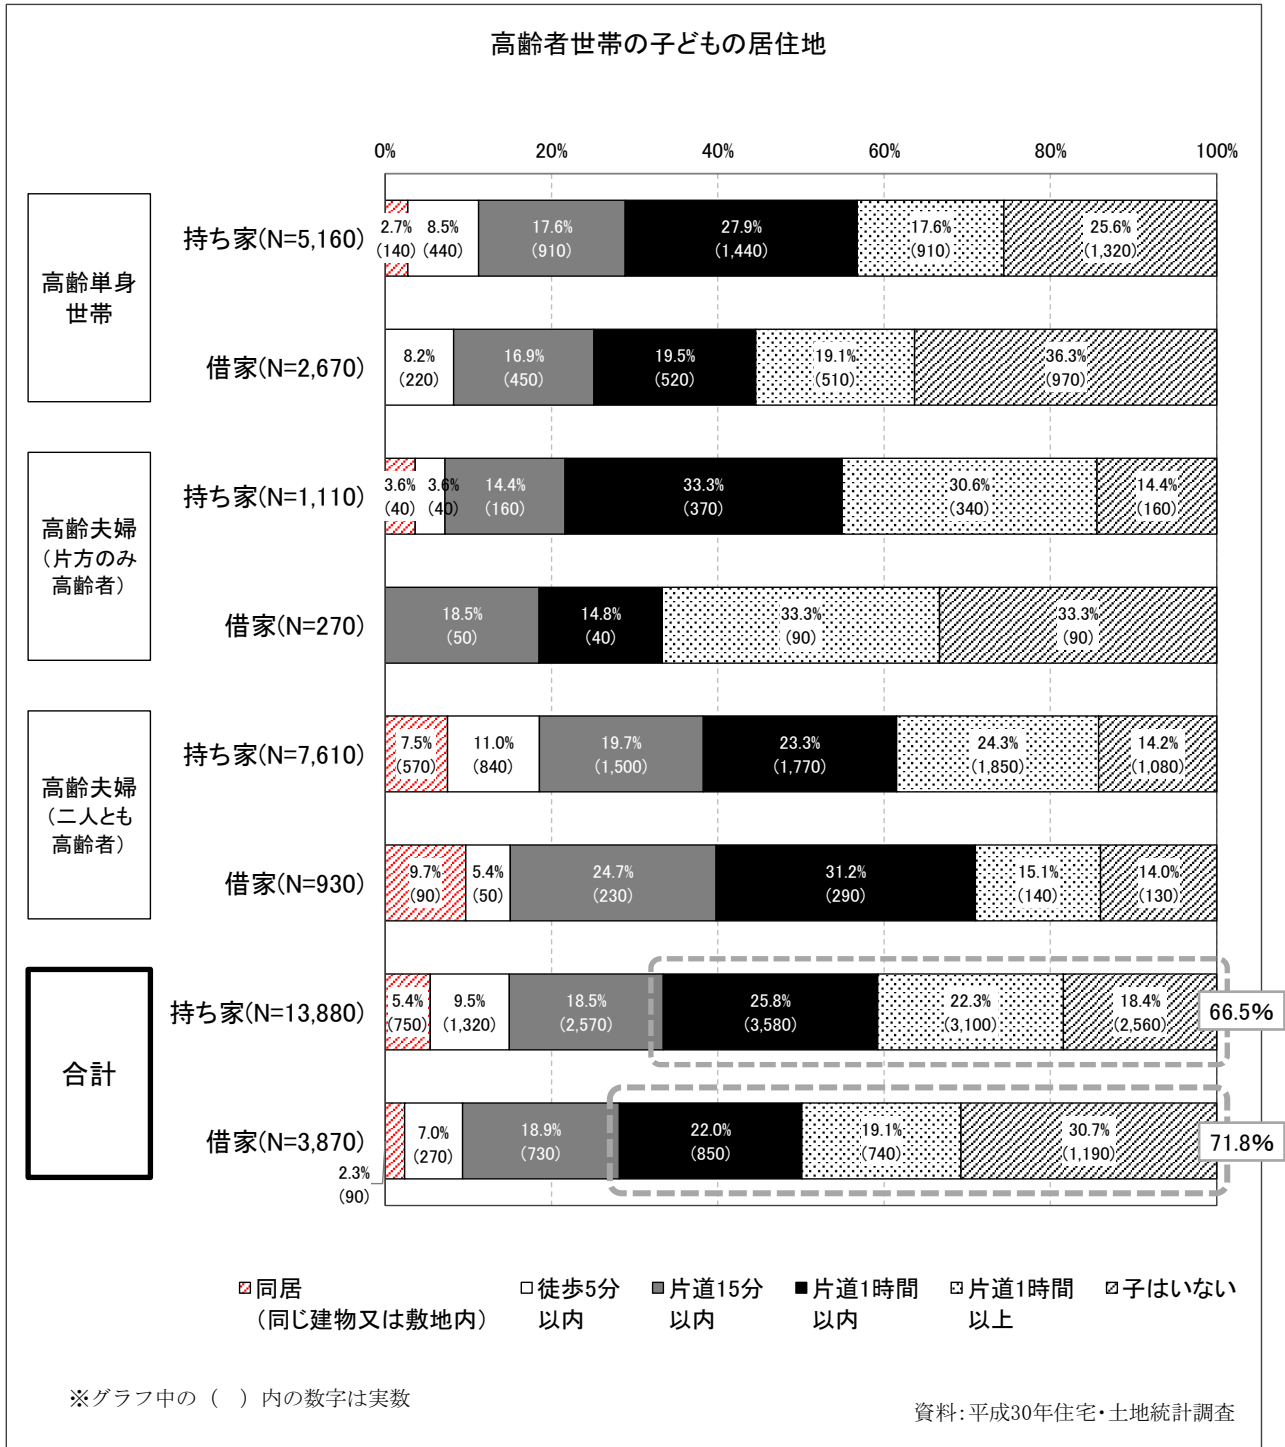 高齢者世帯の子どもの居住地
0% 20% 40% 60% 80% 100%
高齢単身
世帯
持ち家(N=5,160)
2.7% 8.5% 17.6% 27.9% 17.6% 25.6%
(140) (440) (910) (1,440) (910) (1,320)
借家(N=2,670)
8.2% 16.9% 19.5% 19.1% 36.3%
(220) (450) (520) (510) (970)
高齢夫婦
(片方のみ
高齢者)
持ち家(N=1,110)
3.6% 3.6% 14.4% 33.3% 30.6% 14.4%
(40) (40) (160) (370) (340) (160)
借家(N=270)
18.5% 14.8% 33.3% 33.3%
(50) (40) (90) (90)
高齢夫婦
(二人とも
高齢者)
持ち家(N=7,610)
7.5% 11.0% 19.7% 23.3% 24.3% 14.2%
(570) (840) (1,500) (1,770) (1,850) (1,080)
借家(N=930)
9.7% 5.4% 24.7% 31.2% 15.1% 14.0%
(90) (50) (230) (290) (140) (130)
合計
持ち家(N=13,880)
5.4% 9.5% 18.5% 25.8% 22.3% 18.4%
(750) (1,320) (2,570) (3,580) (3,100) (2,560)
66.5%
借家(N=3,870)
7.0% 18.9% 22.0% 19.1% 30.7%
(270) (730) (850) (740) (1,190)
71.8%
2.3%
(90)
同居 徒歩5分 片道15分 片道1時間 片道1時間 子はいない
(同じ建物又は敷地内) 以内 以内 以内 以上
※グラフ中の（　）内の数字は実数
資料：平成30年住宅・土地統計調査